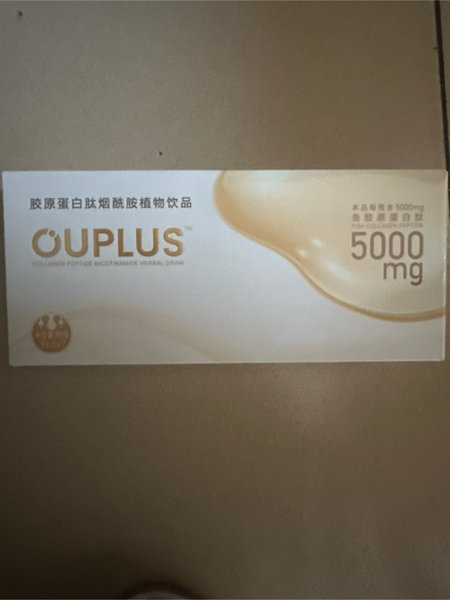 胶原蛋白肽烟酰胺植物饮品
OUPLUS™
COLLAGEN PEPTIDE NICOTINAMIDE HERBAL DRINK
本品每瓶含5000mg
鱼胶原蛋白肽
FISH COLLAGEN PEPTIDE
5000
mg